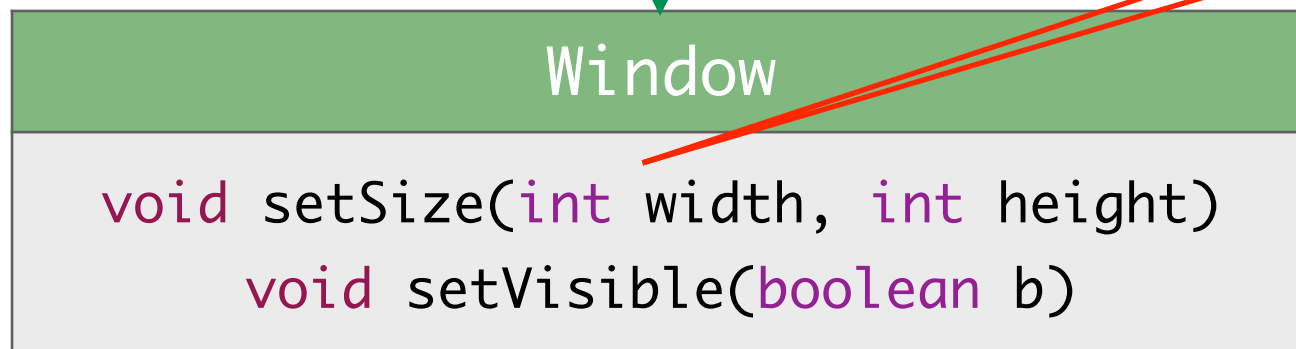 Window
void setSize(int width, int height)
void setVisible(boolean b)